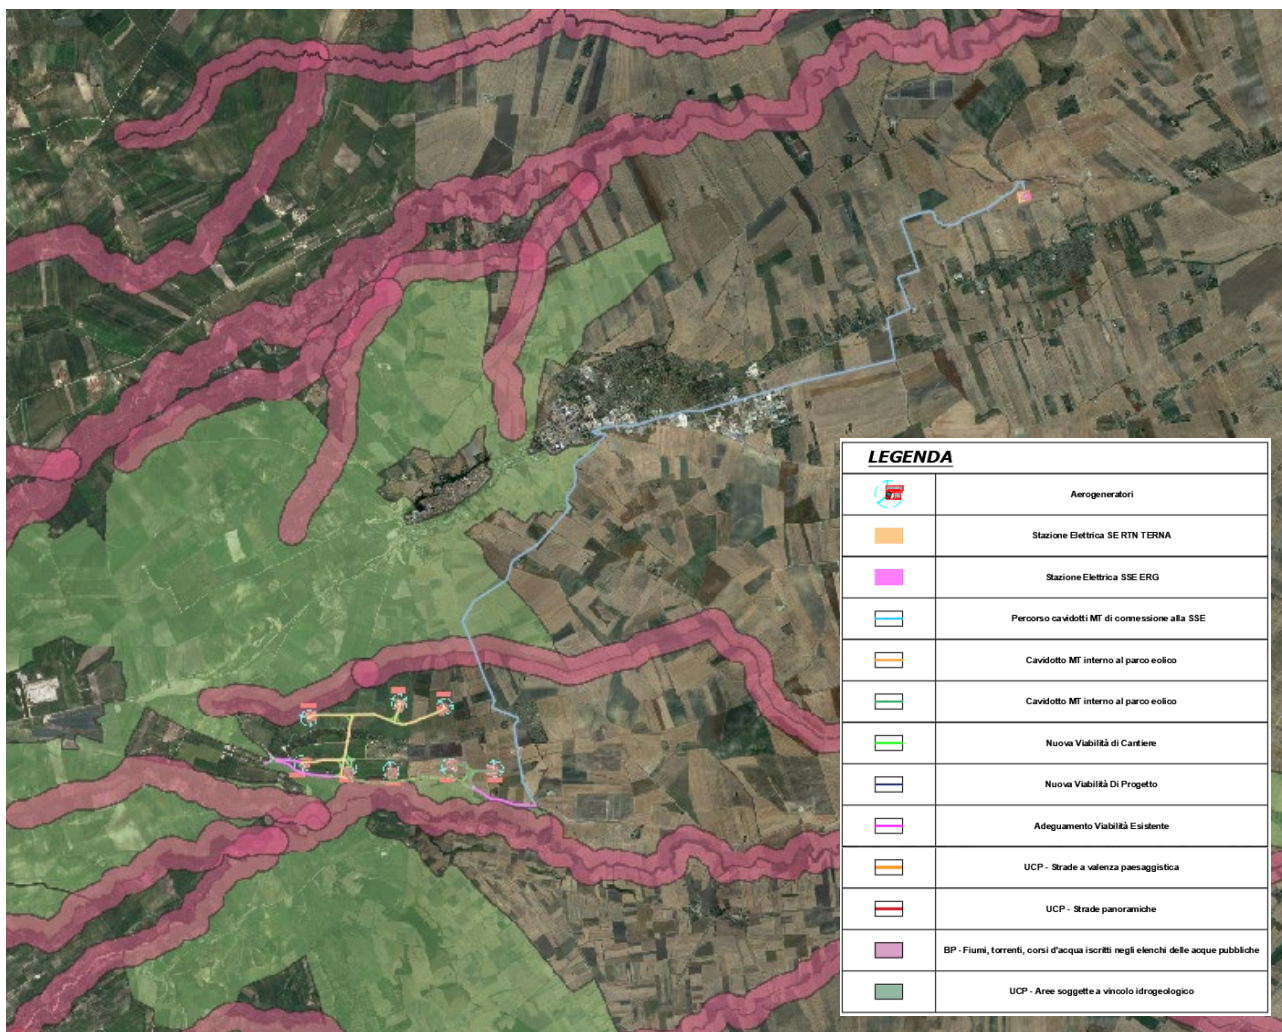 LEGENDA
Aerogeneratori
Stazione Elettrica SE RTN TERNA
Stazione Elettrica SSE ERG
Percorso cavidotti MT di connessione alla SSE
Cavidotto MT interno al parco eolico
Cavidotto MT interno al parco eolico
Nuova Viabilità di Cantiere
Nuova Viabilità Di Progetto
Adeguamento Viabilità Esistente
UCP - Strade a valenza paesaggistica
UCP - Strade panoramiche
BP - Fiumi, torrenti, corsi d'acqua iscritti negli elenchi delle acque pubbliche
UCP - Aree soggette a vincolo idrogeologico